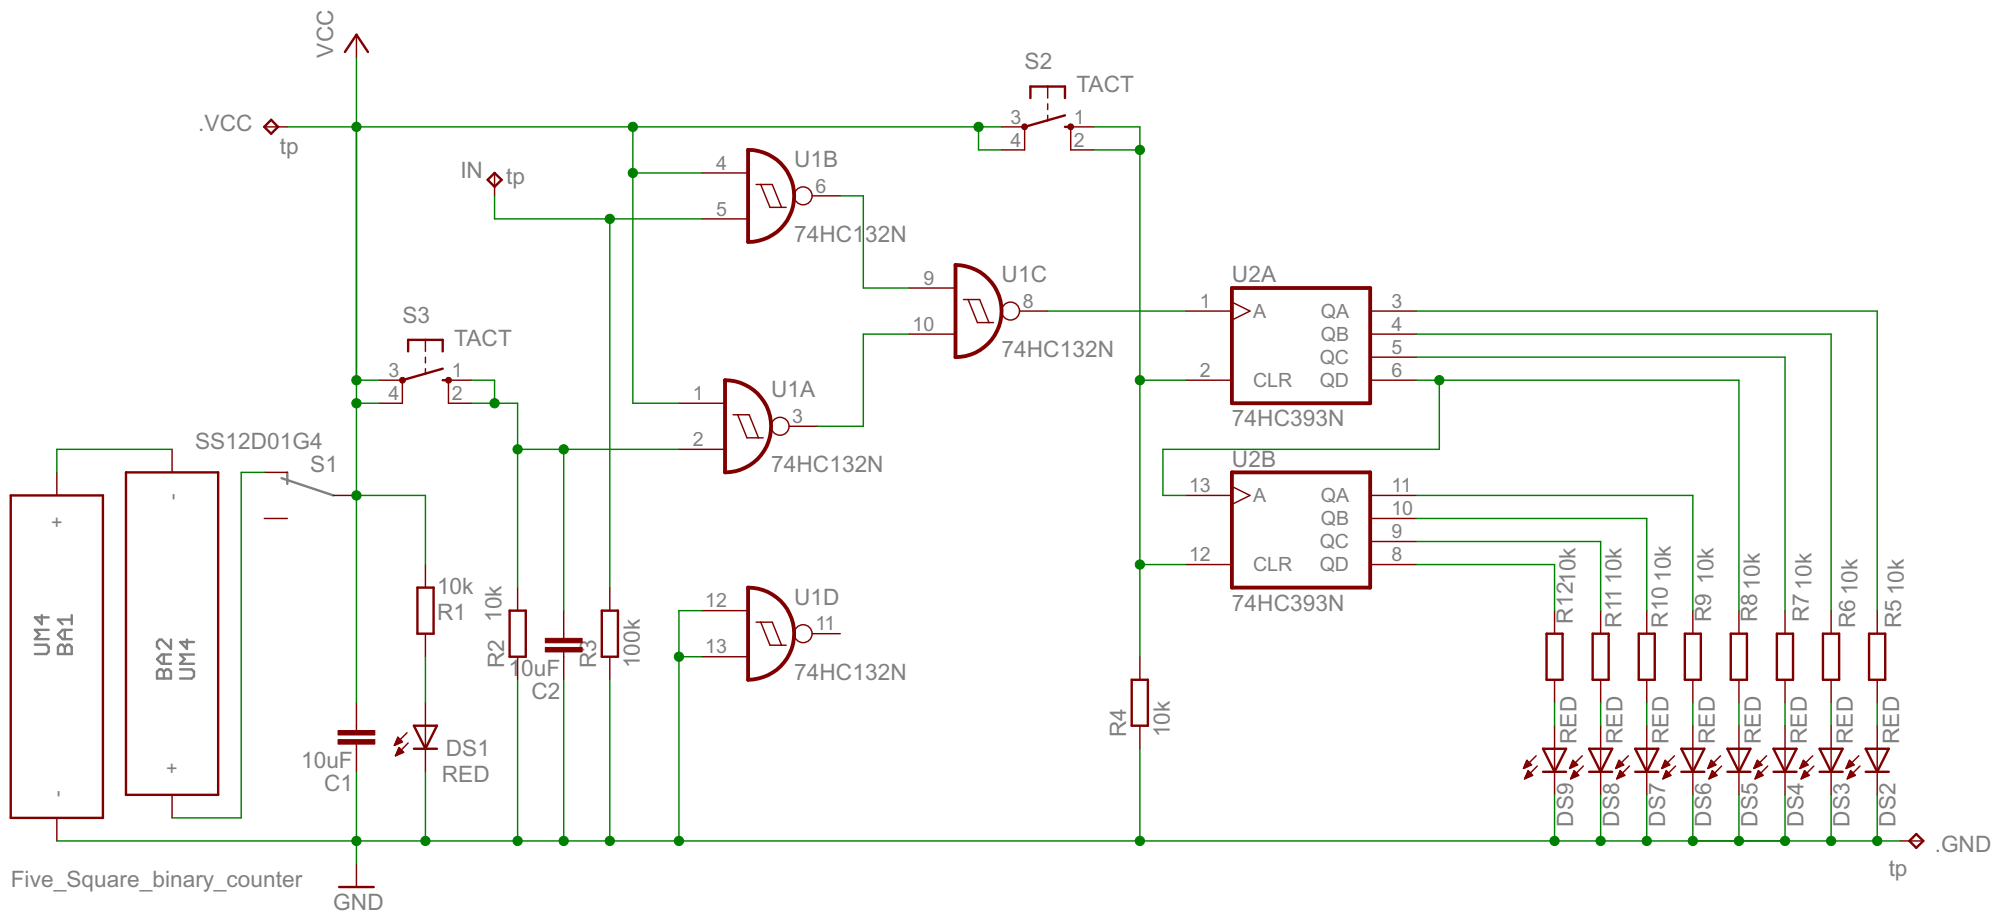 VCC
.VCC
tp
IN
tp
S2
TACT
3
4
1
2
4
5
U1B
6
74HC132N
9
10
U1C
8
74HC132N
S3
TACT
3
4
1
2
1
2
U1A
3
74HC132N
U2A
1
A
2
CLR
QA
QB
QC
QD
3
4
5
6
74HC393N
U2B
13
A
12
CLR
QA
QB
QC
QD
11
10
9
8
74HC393N
SS12D01G4
S1
+
-
UM4
BA1
-
+
BA2
UM4
10k
R1
10uF
C1
DS1
RED
R2
10k
10uF
C2
R3
100k
12
13
U1D
11
74HC132N
R4
10k
R12
10k
R11
10k
R10
10k
R9
10k
R8
10k
R7
10k
R6
10k
R5
10k
RED
RED
RED
RED
RED
RED
RED
RED
DS9
DS8
DS7
DS6
DS5
DS4
DS3
DS2
.GND
tp
Five_Square_binary_counter
GND